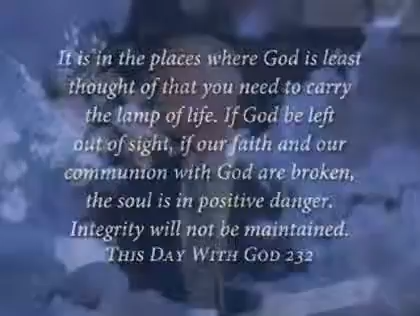 It is in the places where God is least
thought of that you need to carry
the lamp of life. If God be left
out of sight, if our faith and our
communion with God are broken,
the soul is in positive danger.
Integrity will not be maintained.
THIS DAY WITH GOD 232